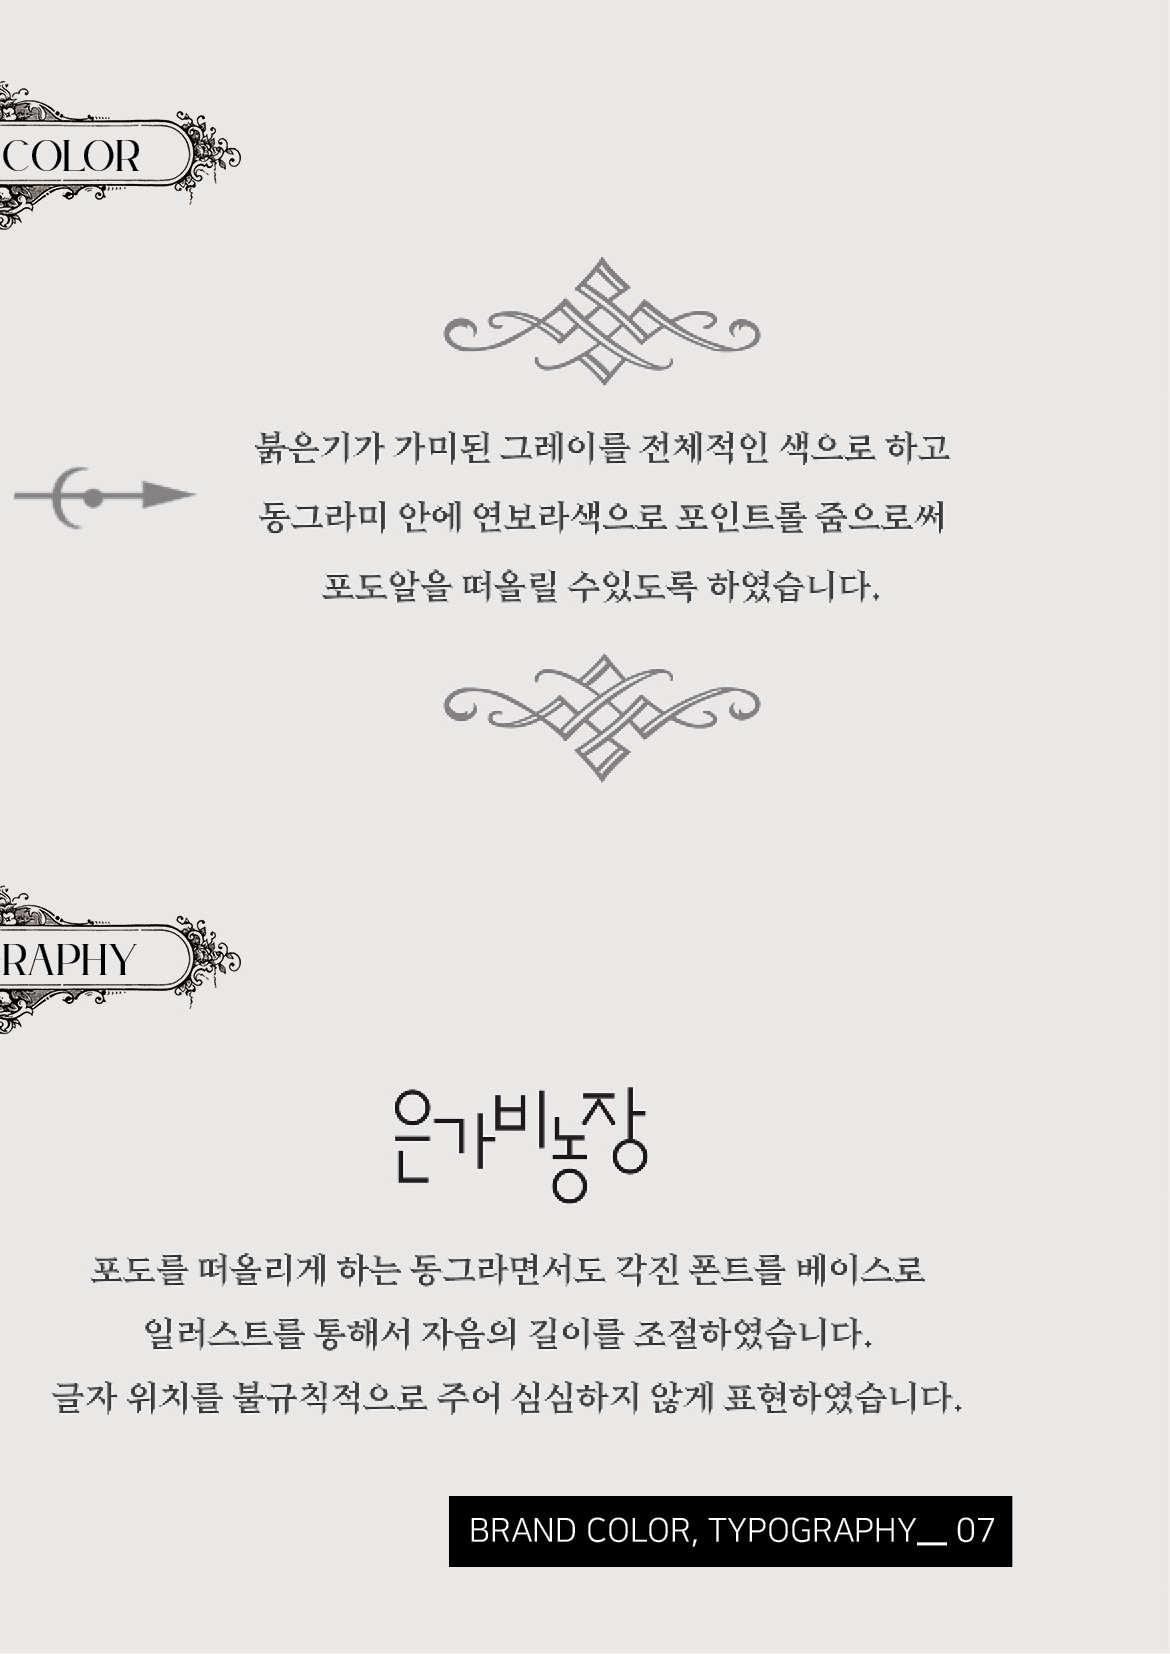 COLOR
붉은기가 가미된 그레이를 전체적인 색으로 하고
동그라미 안에 연보라색으로 포인트롤 줌으로써
포도알을 떠올릴 수있도록 하였습니다.
RAPHY
은가비농장
포도를 떠올리게 하는 동그라면서도 각진 폰트를 베이스로
일러스트를 통해서 자음의 길이를 조절하였습니다.
글자 위치를 불규칙적으로 주어 심심하지 않게 표현하였습니다.
BRAND COLOR, TYPOGRAPHY__ 07